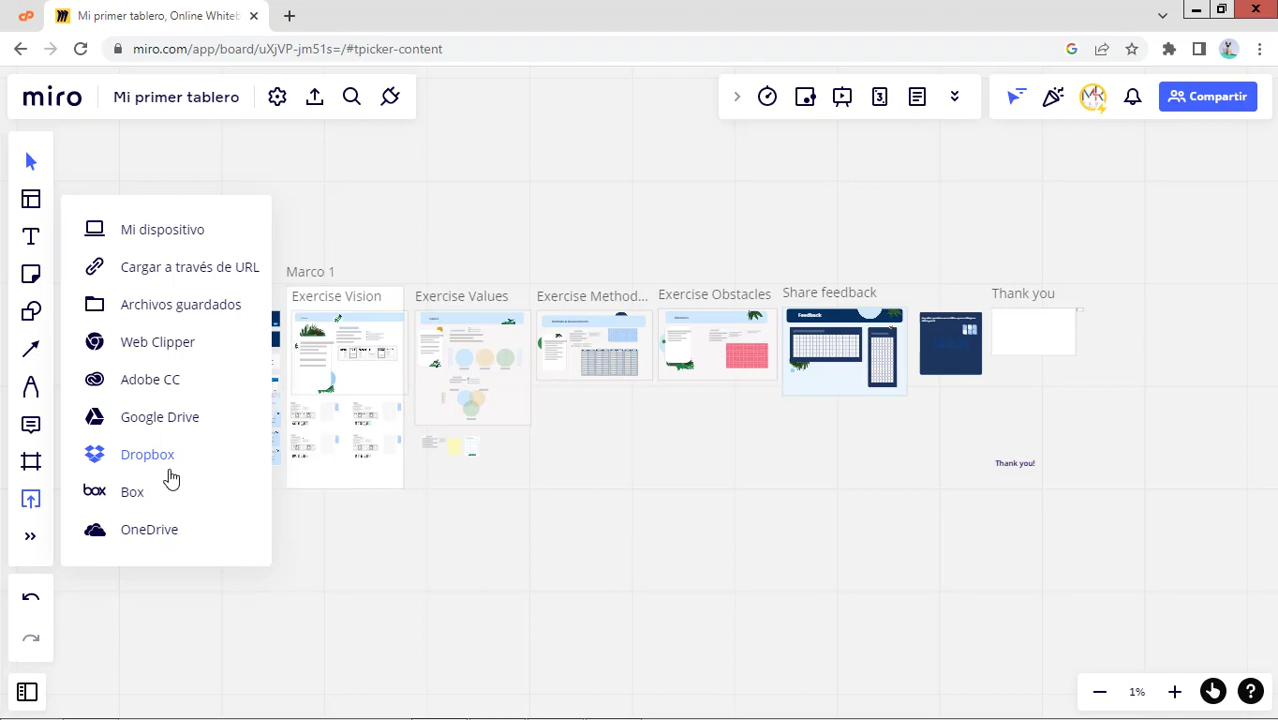 Mi primer tablero, Online Whiteb
miro.com/app/board/uXjVP-jm51s=/#tpicker-content
miro
Mi primer tablero
3
Compartir
Mi dispositivo
Cargar a través de URL
Archivos guardados
Web Clipper
Adobe CC
Google Drive
Dropbox
box Box
OneDrive
Marco 1
Exercise Vision
Exercise Values
Exercise Method...
Exercise Obstacles
Share feedback
Thank you
Feedback
Thank you!
1%
?